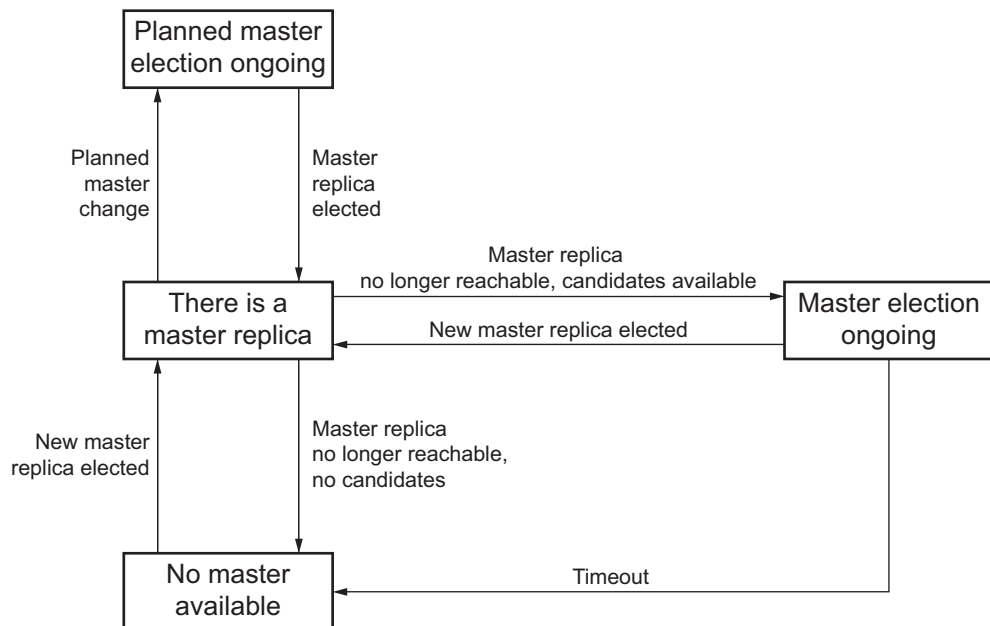 Planned master
election ongoing
Planned
master
change
Master
replica
elected
Master replica
no longer reachable, candidates available
There is a
master replica
Master election
ongoing
New master replica elected
New master
replica elected
Master replica
no longer reachable,
no candidates
No master
available
Timeout